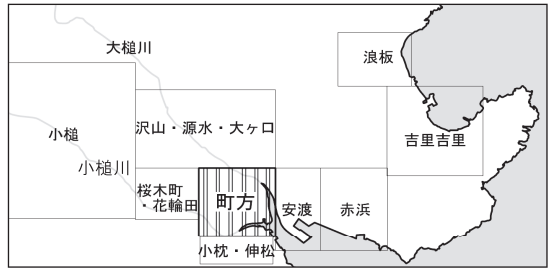 大槌川
浪板
小槌
沢山・源水・大ケ口
吉里吉里
小槌川
桜木町
・花輪田
町方
安渡
赤浜
小枕・伸松